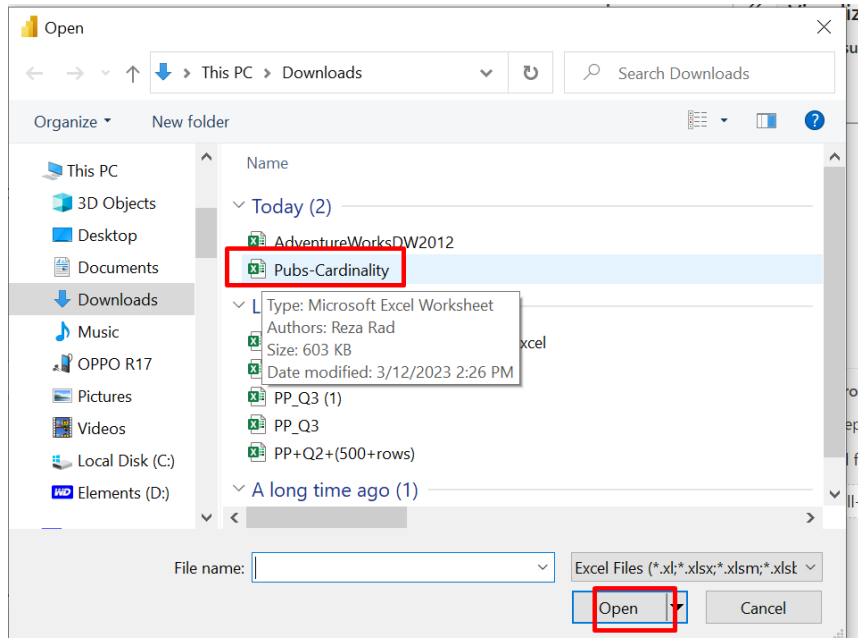 Open
This PC > Downloads
Search Downloads
Organize
New folder
This PC
3D Objects
Desktop
Documents
Downloads
Music
OPPO R17
Pictures
Videos
Local Disk (C:)
WD Elements (D:)
Name
Today (2)
AdventureWorksDW2012
Pubs-Cardinality
L
Type: Microsoft Excel Worksheet
Authors: Reza Rad
Size: 603 KB
Date modified: 3/12/2023 2:26 PM
xcel
PP_Q3 (1)
PP_Q3
PP+Q2+(500+rows)
A long time ago (1)
File name:
Excel Files (*.xl;*.xlsx;*.xlsm;*.xlsb
Open
Cancel